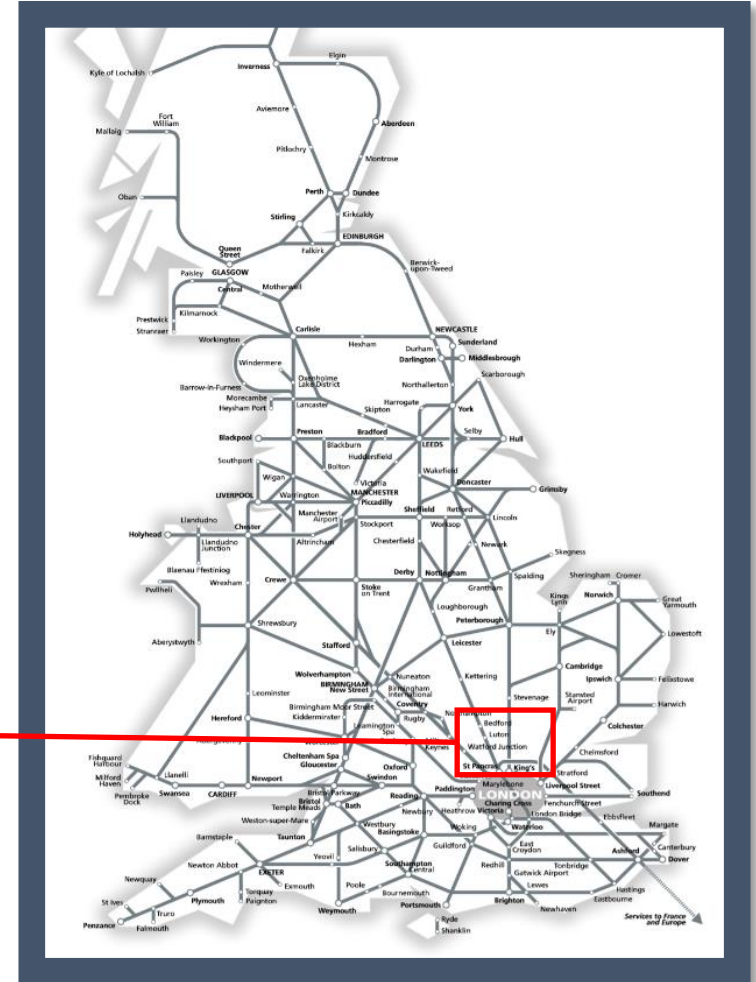 Elgin
Inverness
Kyle of Lochalsh
Aviemore
Fort
William
Mallaig
Aberdeen
Pitlochry
Montrose
Oban
Perth
Dundee
Stirling
Kirkcaldy
Queen
Street
Falkirk
EDINBURGH
Berwick-
upon-Tweed
Paisley
GLASGOW
Central
Motherwell
Prestwick
Kilmarnock
Stranraer
Carlisle
NEWCASTLE
Workington
Hexham
Durham
Sunderland
Darlington
Middlesbrough
Windermere
Oxenholme
Lake District
Scarborough
Barrow-in-Furness
Northallerton
Morecambe
Heysham Port
Lancaster
Harrogate
York
Skipton
Blackpool
Preston
Bradford
LEEDS
Selby
Hull
Blackburn
Huddersfield
Southport
Bolton
Wakefield
Wigan
Victoria
Doncaster
LIVERPOOL
Warrington
MANCHESTER
Piccadilly
Grimsby
Manchester
Airport
Sheffield
Retford
Llandudno
Stockport
Worksop
Lincoln
Holyhead
Chester
Llandudno
Junction
Altrincham
Chesterfield
Newark
Skegness
Blaenau Ffestiniog
Derby
Nottingham
Spalding
Sheringham
Cromer
Pwllheli
Wrexham
Crewe
Stoke
on Trent
Grantham
Kings
Lynn
Norwich
Great
Yarmouth
Loughborough
Shrewsbury
Peterborough
Ely
Lowestoft
Aberystwyth
Stafford
Leicester
Wolverhampton
Cambridge
BIRMINGHAM
New Street
Nuneaton
Kettering
Ipswich
Felixstowe
Birmingham
International
Leominster
Stevenage
Stansted
Airport
Harwich
Birmingham Moor Street
Coventry
Kidderminster
Rugby
Northampton
Bedford
Hereford
Leamington
Spa
Luton
Colchester
Keynes
Watford Junction
Chelmsford
Fishguard
Harbour
Cheltenham Spa
Gloucester
Oxford
St Pancras
King's
Stratford
Milford
Haven
Llanelli
Newport
Swindon
Marylebone
Liverpool Street
Pembroke
Dock
Swansea
CARDIFF
Bristol Parkway
Reading
Paddington
LONDON
Southend
Bristol
Temple Meads
Bath
Charing Cross
Fenchurch Street
Newbury
Heathrow
Victoria
London Bridge
Ebbsfleet
Weston-super-Mare
Westbury
Waterloo
Margate
Barnstaple
Taunton
Basingstoke
Woking
East
Croydon
Canterbury
Salisbury
Guildford
Ashford
Dover
Newton Abbot
Yeovil
Redhill
Tonbridge
Newquay
EXETER
Southampton
Central
Gatwick Airport
Exmouth
Poole
Lewes
Hastings
St Ives
Torquay
Bournemouth
Eastbourne
Plymouth
Paignton
Weymouth
Portsmouth
Brighton
Newhaven
Truro
Penzance
Falmouth
Ryde
Shanklin
Services to France
and Europe